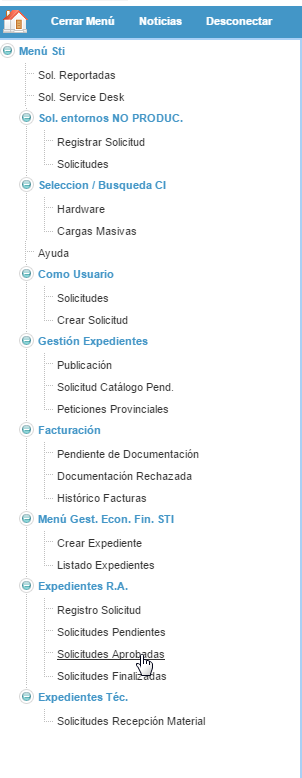 Cerrar Menú Noticias Desconectar
Menú Sti
Sol. Reportadas
Sol. Service Desk
Sol. entornos NO PRODUC.
Registrar Solicitud
Solicitudes
Seleccion / Busqueda CI
Hardware
Cargas Masivas
Ayuda
Como Usuario
Solicitudes
Crear Solicitud
Gestión Expedientes
Publicación
Solicitud Catálogo Pend.
Peticiones Provinciales
Facturación
Pendiente de Documentación
Documentación Rechazada
Histórico Facturas
Menú Gest. Econ. Fin. STI
Crear Expediente
Listado Expedientes
Expedientes R.A.
Registro Solicitud
Solicitudes Pendientes
Solicitudes Aprobadas
Solicitudes Finalizadas
Expedientes Téc.
Solicitudes Recepción Material